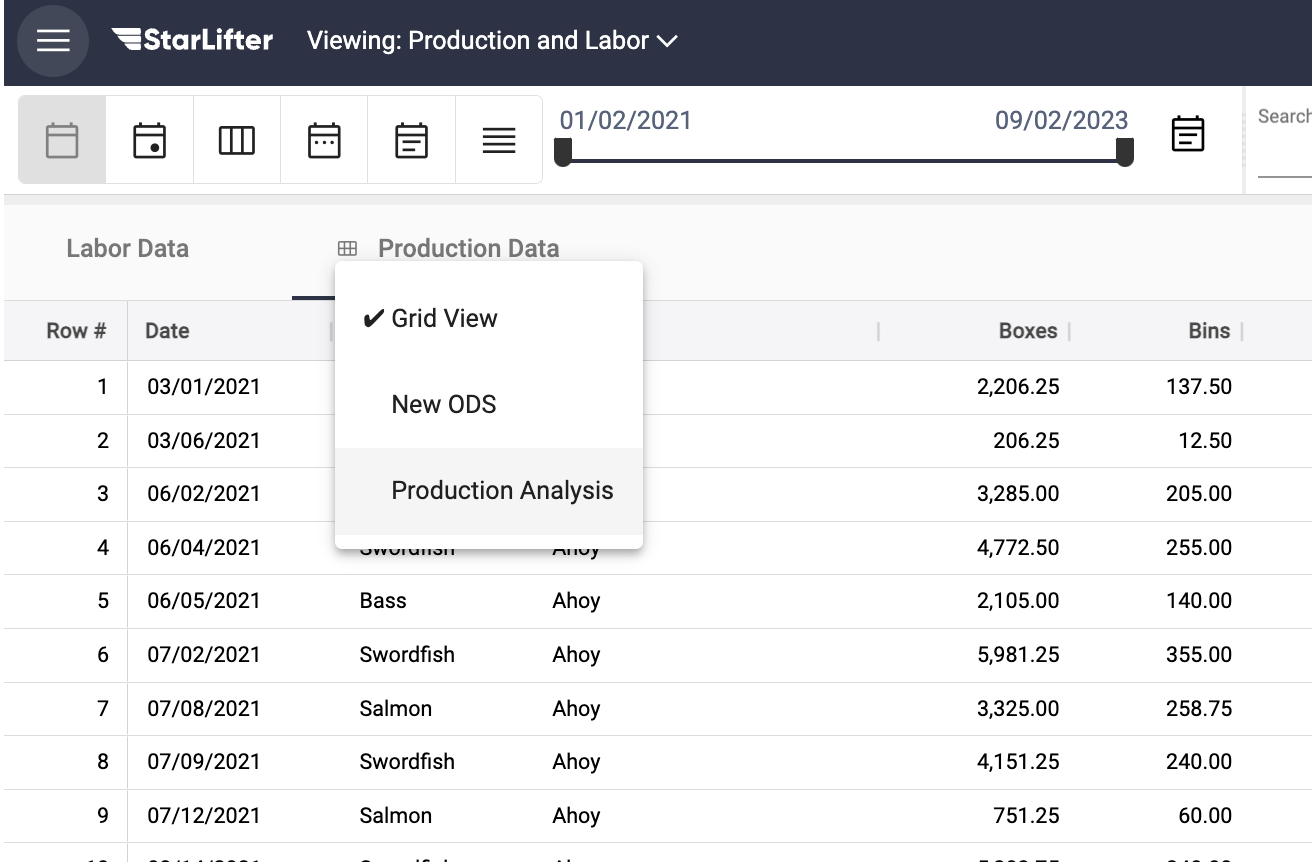 StarLifter Viewing: Production and Labor
01/02/2021 09/02/2023
Search
Labor Data Production Data
Grid View
New ODS
Production Analysis
Row # Date Boxes Bins
1 03/01/2021 2,206.25 137.50
2 03/06/2021 206.25 12.50
3 06/02/2021 3,285.00 205.00
4 06/04/2021 Swordfish Ahoy 4,772.50 255.00
5 06/05/2021 Bass Ahoy 2,105.00 140.00
6 07/02/2021 Swordfish Ahoy 5,981.25 355.00
7 07/08/2021 Salmon Ahoy 3,325.00 258.75
8 07/09/2021 Swordfish Ahoy 4,151.25 240.00
9 07/12/2021 Salmon Ahoy 751.25 60.00